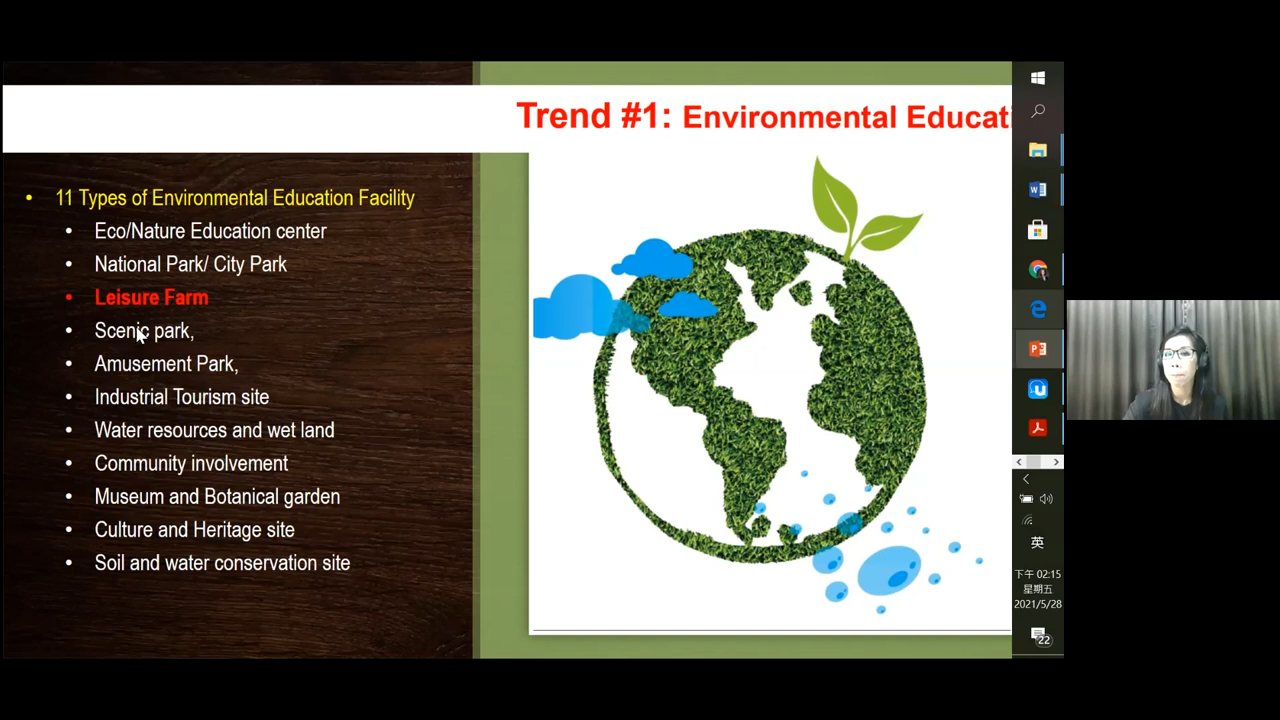 Trend #1: Environmental Educati
• 11 Types of Environmental Education Facility
• Eco/Nature Education center
• National Park/ City Park
• Leisure Farm
• Scenic park,
• Amusement Park,
• Industrial Tourism site
• Water resources and wet land
• Community involvement
• Museum and Botanical garden
• Culture and Heritage site
• Soil and water conservation site
英
下午 02:15
星期五
2021/5/28
22